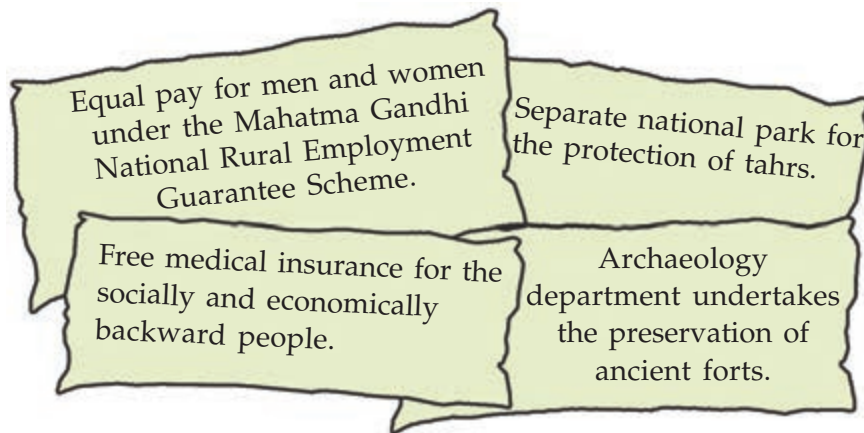 Equal pay for men and women
under the Mahatma Gandhi
National Rural Employment
Guarantee Scheme.
Separate national park for
the protection of tahrs.
Free medical insurance for the
socially and economically
backward people.
Archaeology
department undertakes
the preservation of
ancient forts.